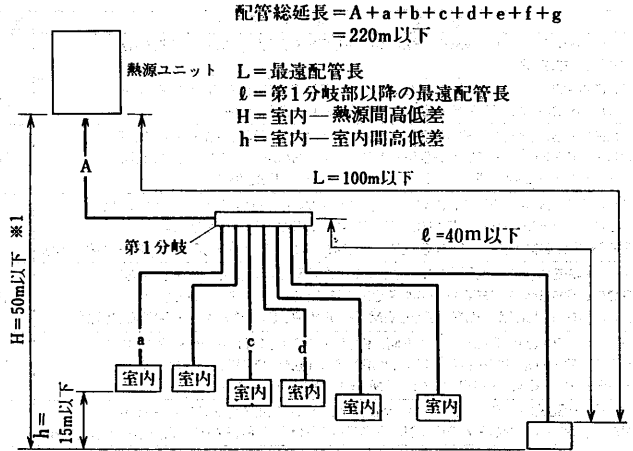 配管総延長=A+a+b+c+d+e+f+g
=220m以下
熱源ユニット
L=最遠配管長
ℓ=第1分岐部以降の最遠配管長
H=室内―熱源間高低差
h=室内―室内間高低差
A
L=100m以下
H=50m以下 ※1
第1分岐
ℓ=40m以下
a
c
d
室内
室内
室内
室内
室内
室内
h=
15m以下